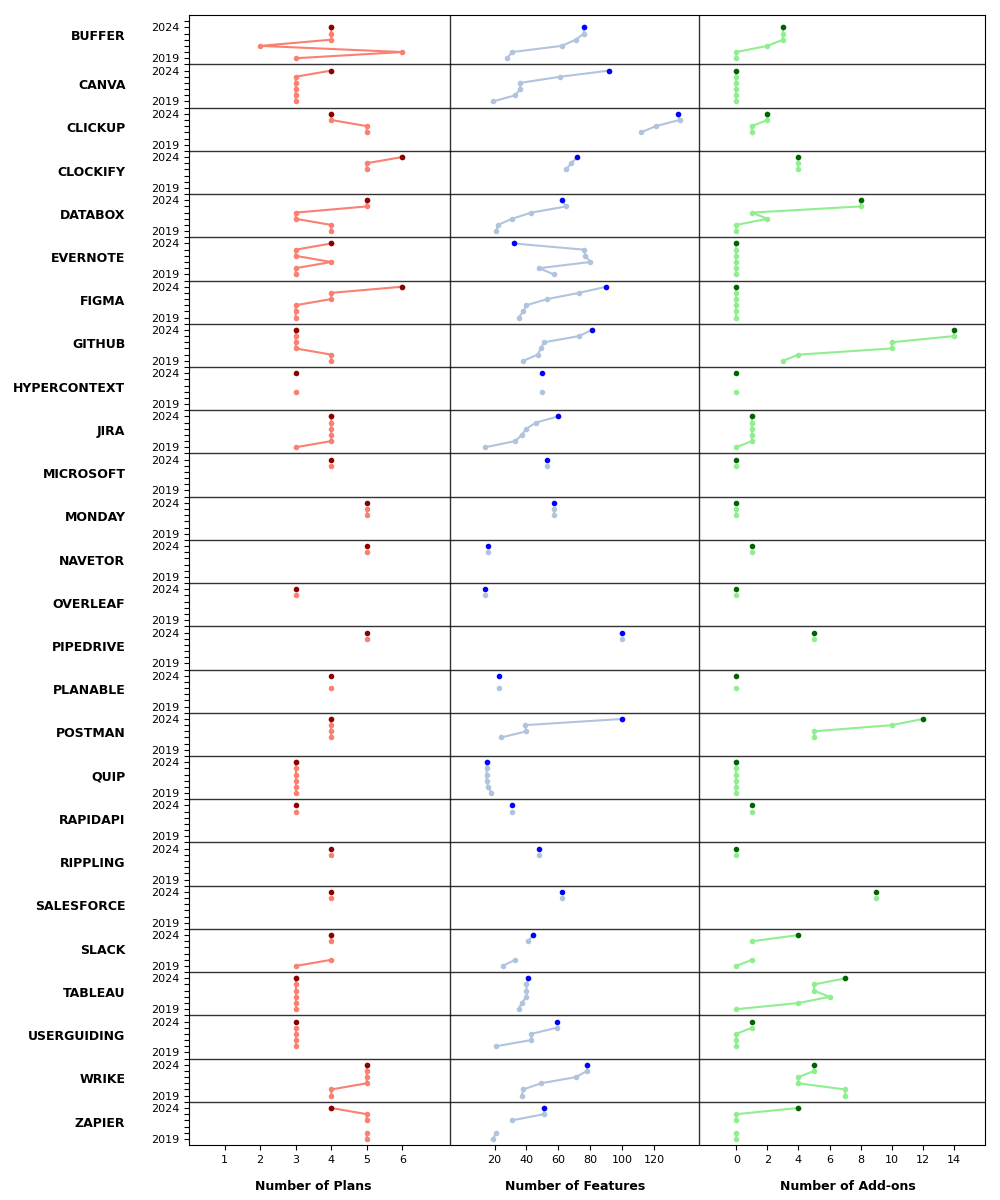 BUFFER
2024
2019
CANVA
2024
2019
CLICKUP
2024
2019
CLOCKIFY
2024
2019
DATABOX
2024
2019
EVERNOTE
2024
2019
FIGMA
2024
2019
GITHUB
2024
2019
HYPERCONTEXT
2024
2019
JIRA
2024
2019
MICROSOFT
2024
2019
MONDAY
2024
2019
NAVETOR
2024
2019
OVERLEAF
2024
2019
PIPEDRIVE
2024
2019
PLANABLE
2024
2019
POSTMAN
2024
2019
QUIP
2024
2019
RAPIDAPI
2024
2019
RIPPLING
2024
2019
SALESFORCE
2024
2019
SLACK
2024
2019
TABLEAU
2024
2019
USERGUIDING
2024
2019
WRIKE
2024
2019
ZAPIER
2024
2019
1 2 3 4 5 6 20 40 60 80 100 120 0 2 4 6 8 10 12 14
Number of Plans Number of Features Number of Add-ons